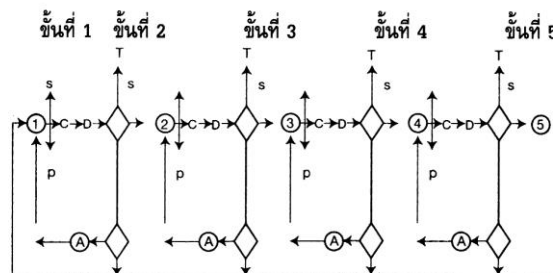 ขั้นที่ 1 ขั้นที่ 2 ขั้นที่ 3 ขั้นที่ 4 ขั้นที่ 5
T T T T
s s s s s
1 C D 2 C D 3 C D 4 C D 5
p p p p
A A A A